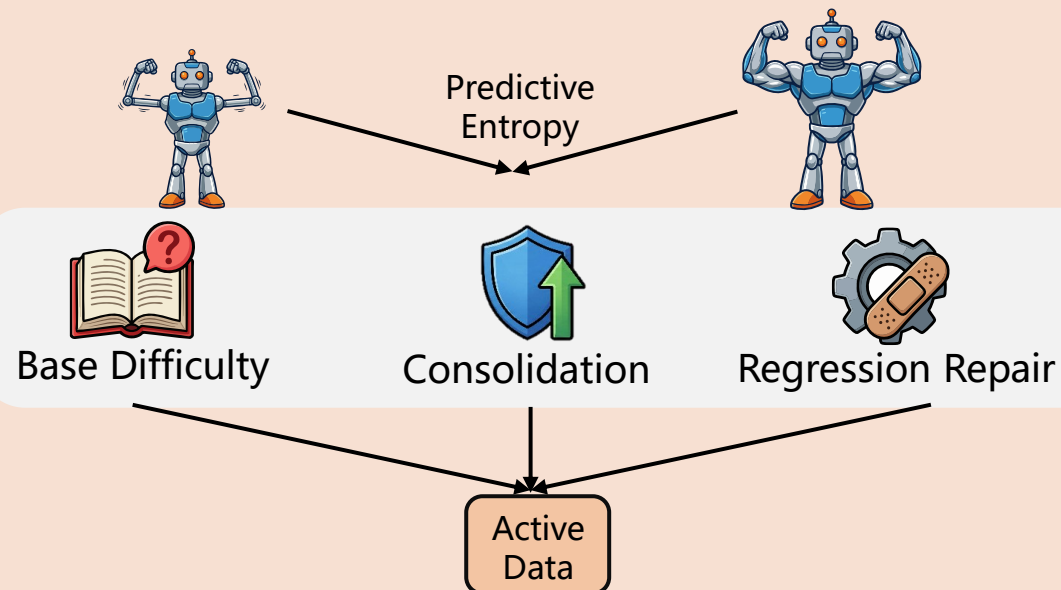 Predictive
Entropy
?
Base Difficulty
Consolidation
Regression Repair
Active
Data